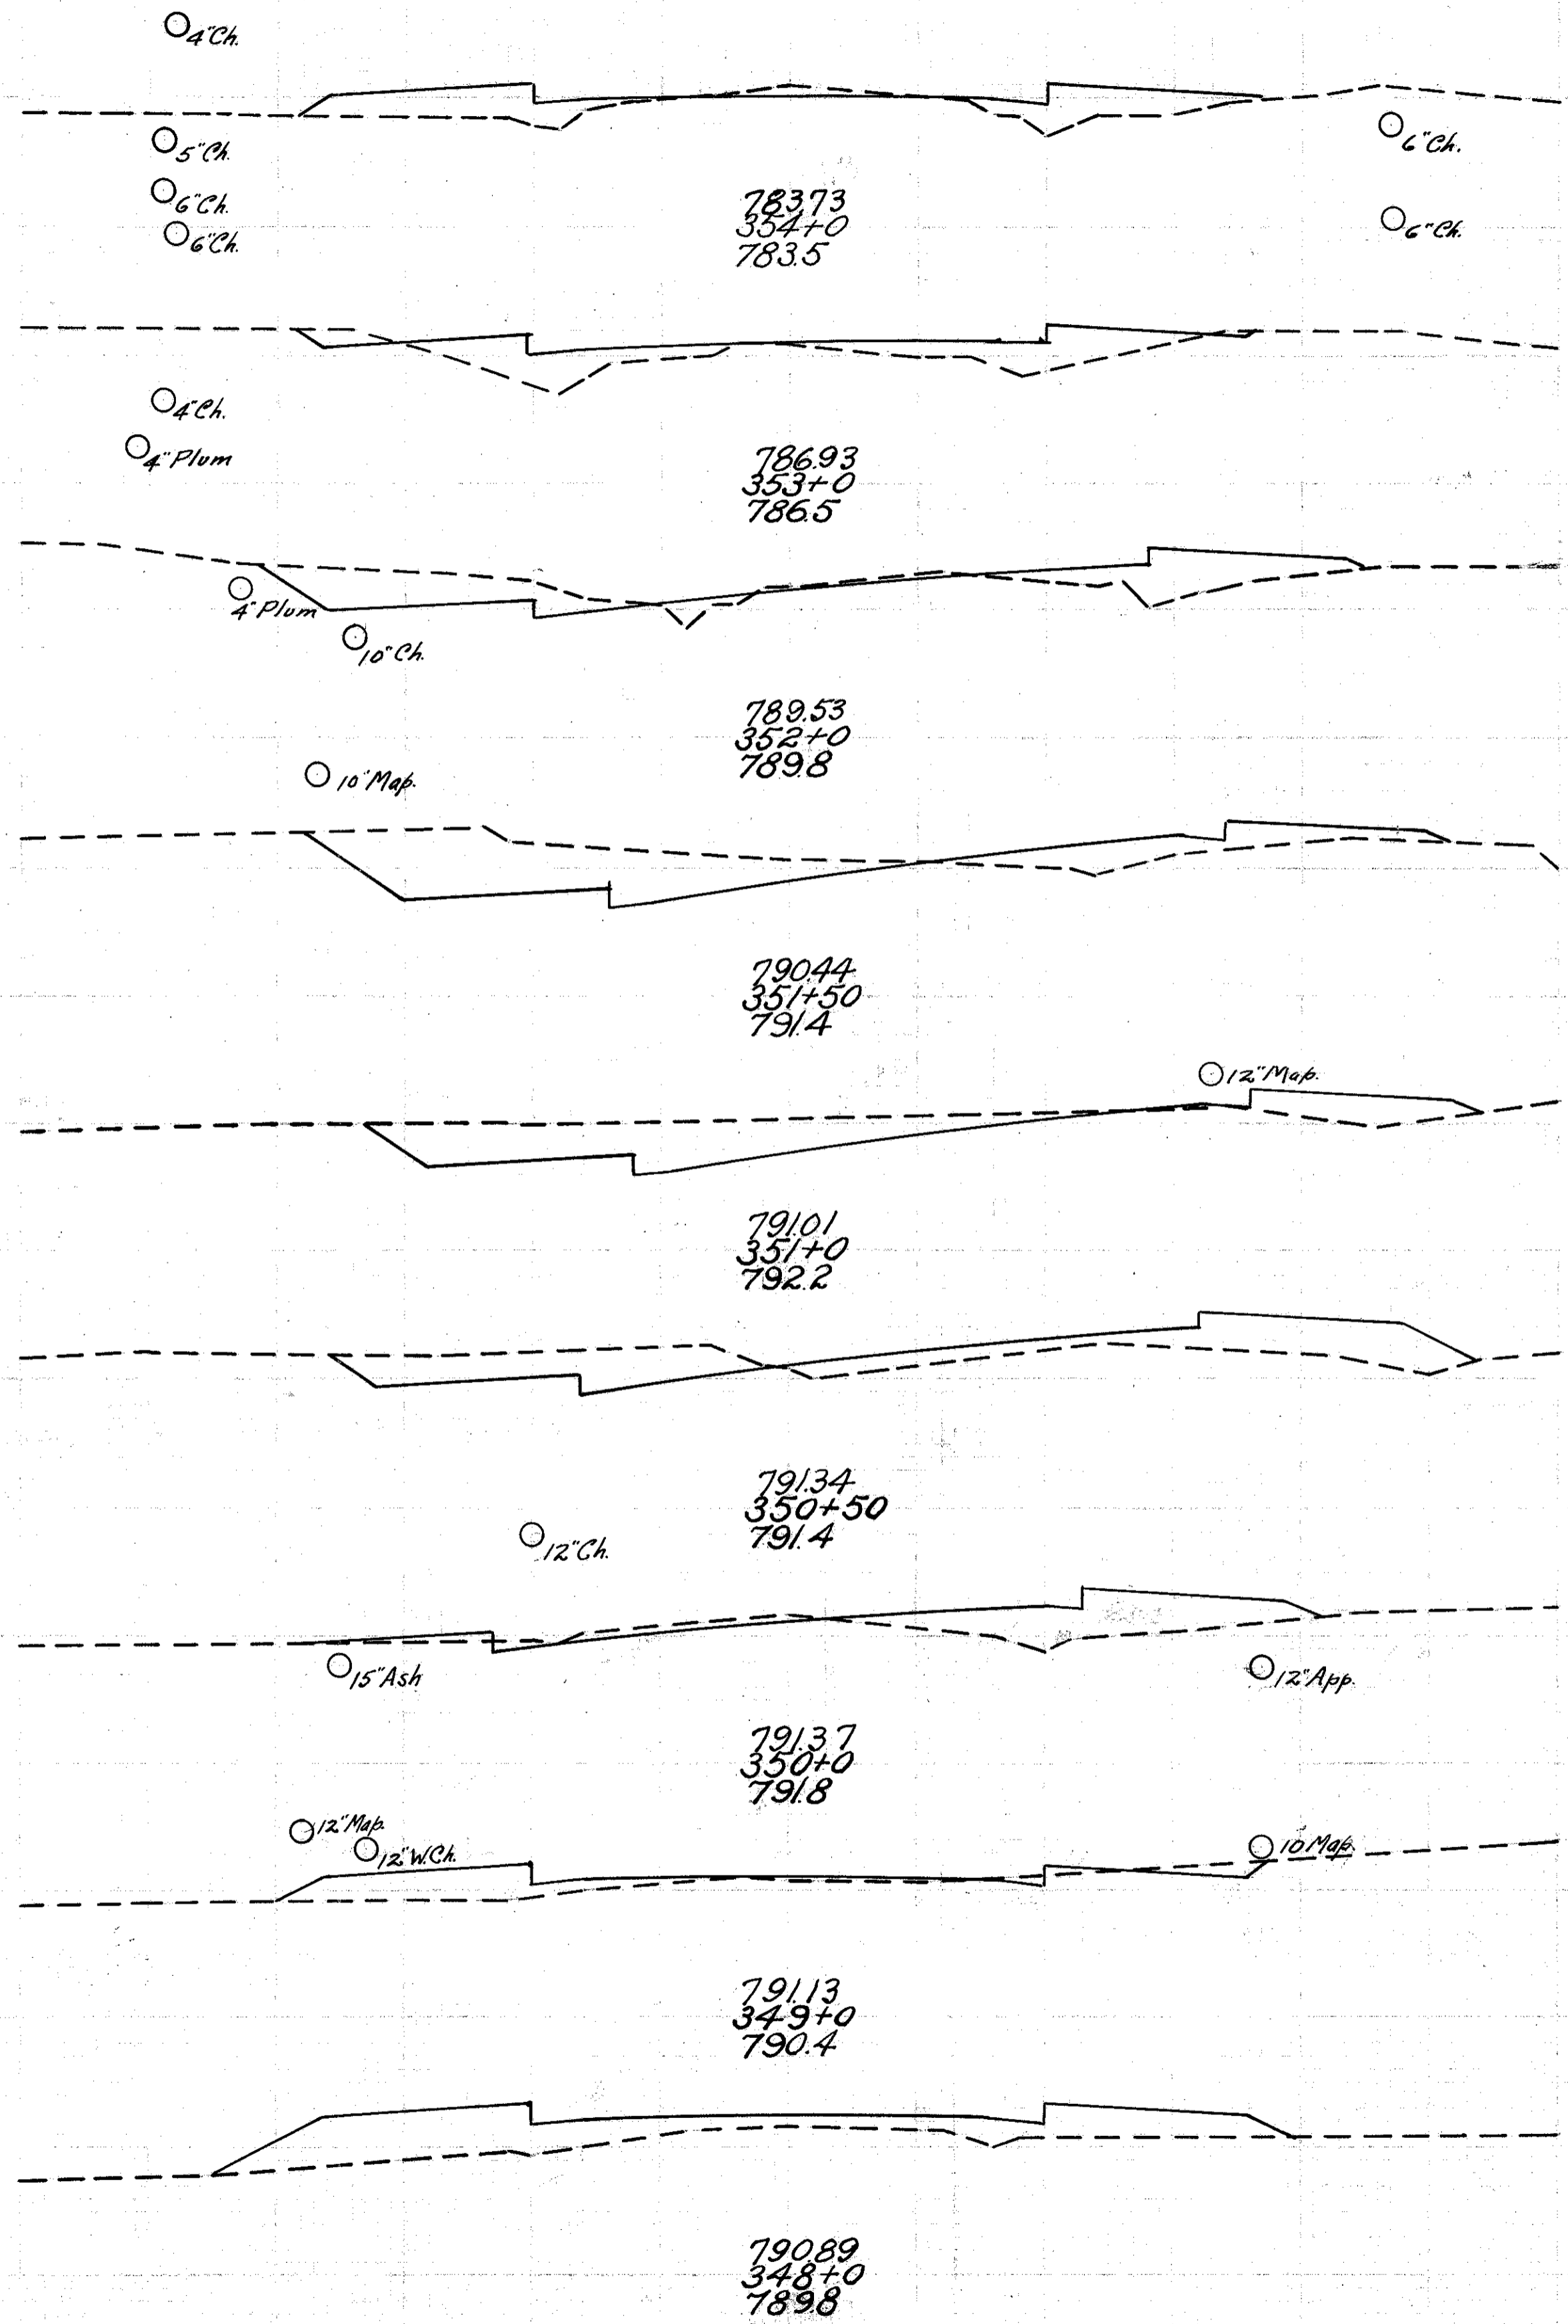 4"Ch.
5"Ch.
6"Ch.
6"Ch.
6"Ch.
6"Ch.
783.73
354+0
783.5
4"Ch.
4"Plum
786.93
353+0
786.5
4"Plum
10"Ch.
789.53
352+0
789.8
10"Map.
790.44
351+50
791.4
12"Map.
791.01
351+0
792.2
791.34
350+50
791.4
12"Ch.
15"Ash
12"App.
791.37
350+0
791.8
12"Map.
12"W.Ch.
10"Map.
791.13
349+0
790.4
790.89
348+0
789.8